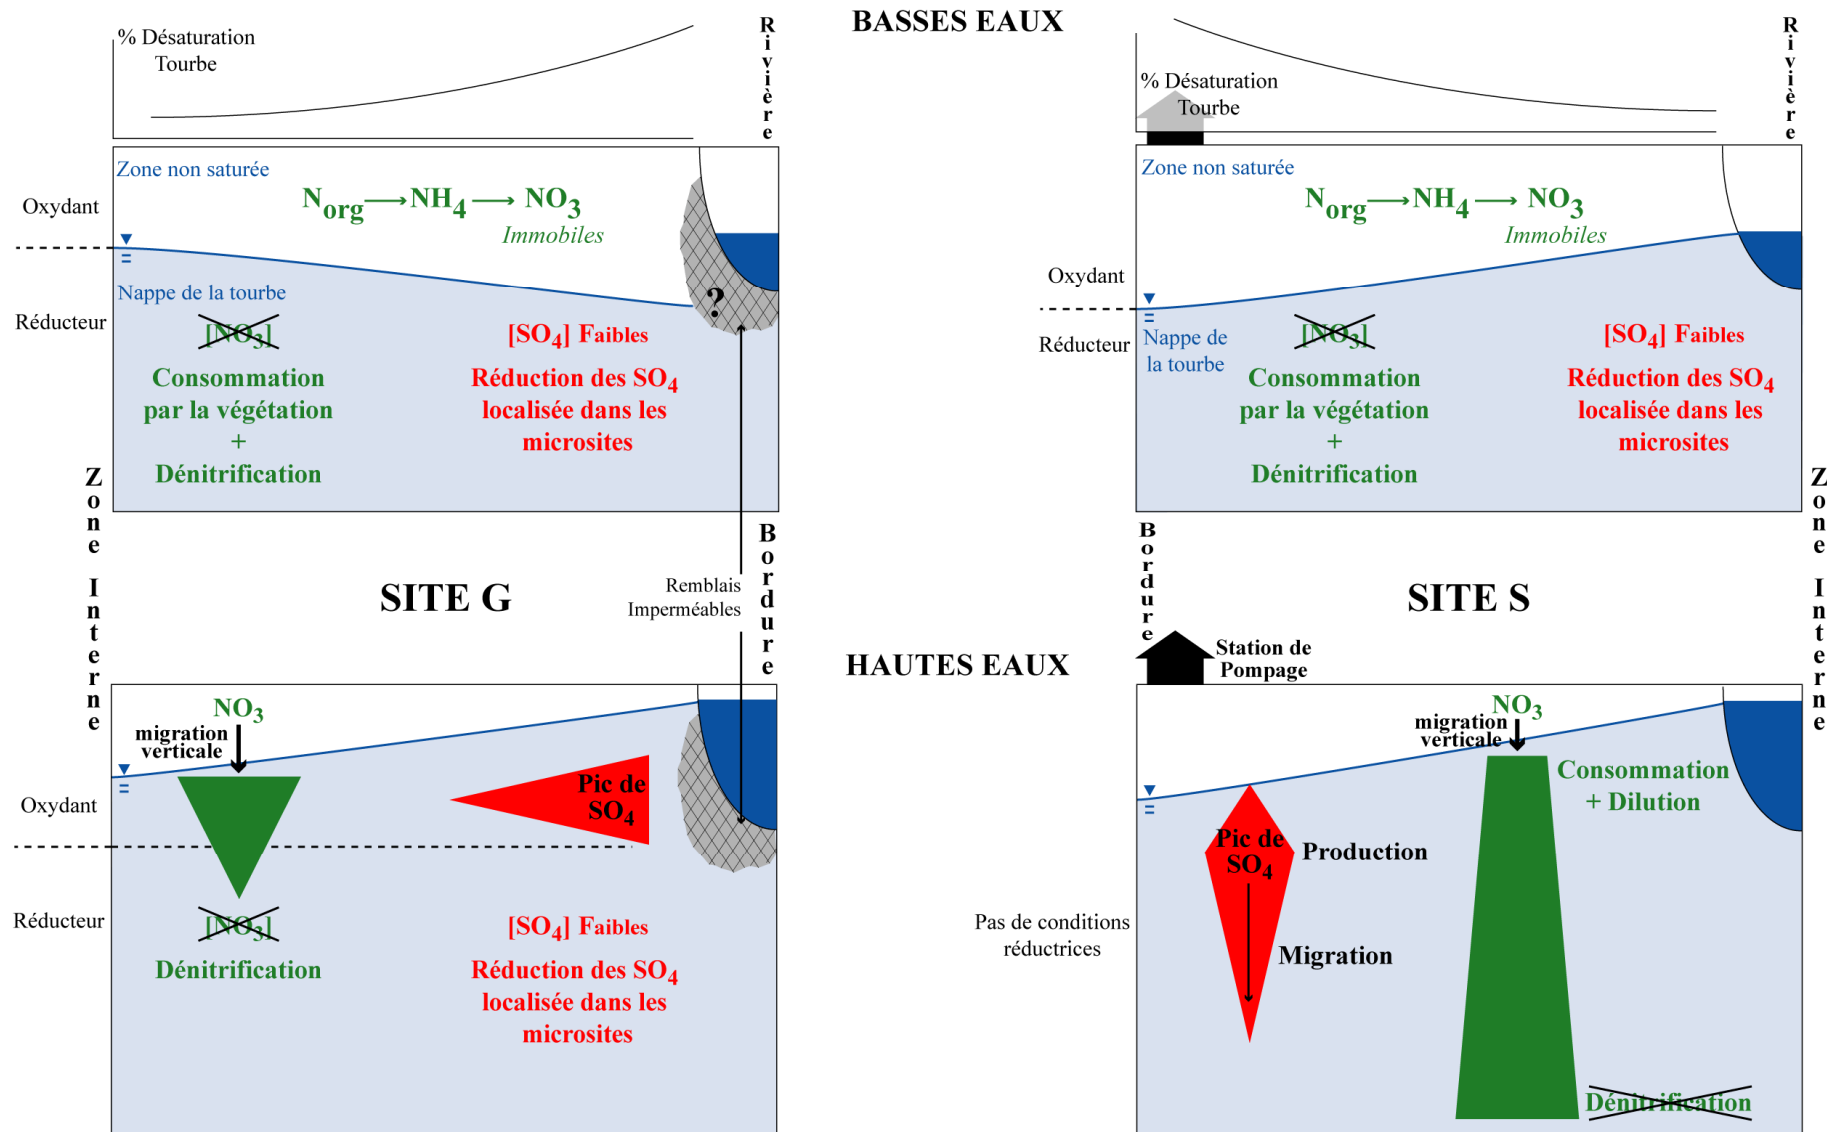 BASSES EAUX
% Désaturation
Tourbe
Rivière
Zone non saturée
Norg → NH4 → NO3
Immobiles
Oxydant
Nappe de la tourbe
Réducteur
?
[NO3]
[SO4] Faibles
Consommation
par la végétation
+
Dénitrification
Réduction des SO4
localisée dans les
microsites
% Désaturation
Tourbe
Rivière
Zone non saturée
Norg → NH4 → NO3
Immobiles
Oxydant
Réducteur
Nappe de
la tourbe
[NO3]
[SO4] Faibles
Consommation
par la végétation
+
Dénitrification
Réduction des SO4
localisée dans les
microsites
Zone Interne
SITE G
Remblais
Imperméables
Bordure
Bordure
SITE S
Zone Interne
HAUTES EAUX
Station de
Pompage
NO3
migration
verticale
Pic de
SO4
Oxydant
Réducteur
[NO3]
[SO4] Faibles
Dénitrification
Réduction des SO4
localisée dans les
microsites
NO3
migration
verticale
Consommation
+ Dilution
Pic de
SO4
Production
Pas de conditions
réductrices
Migration
Dénitrification